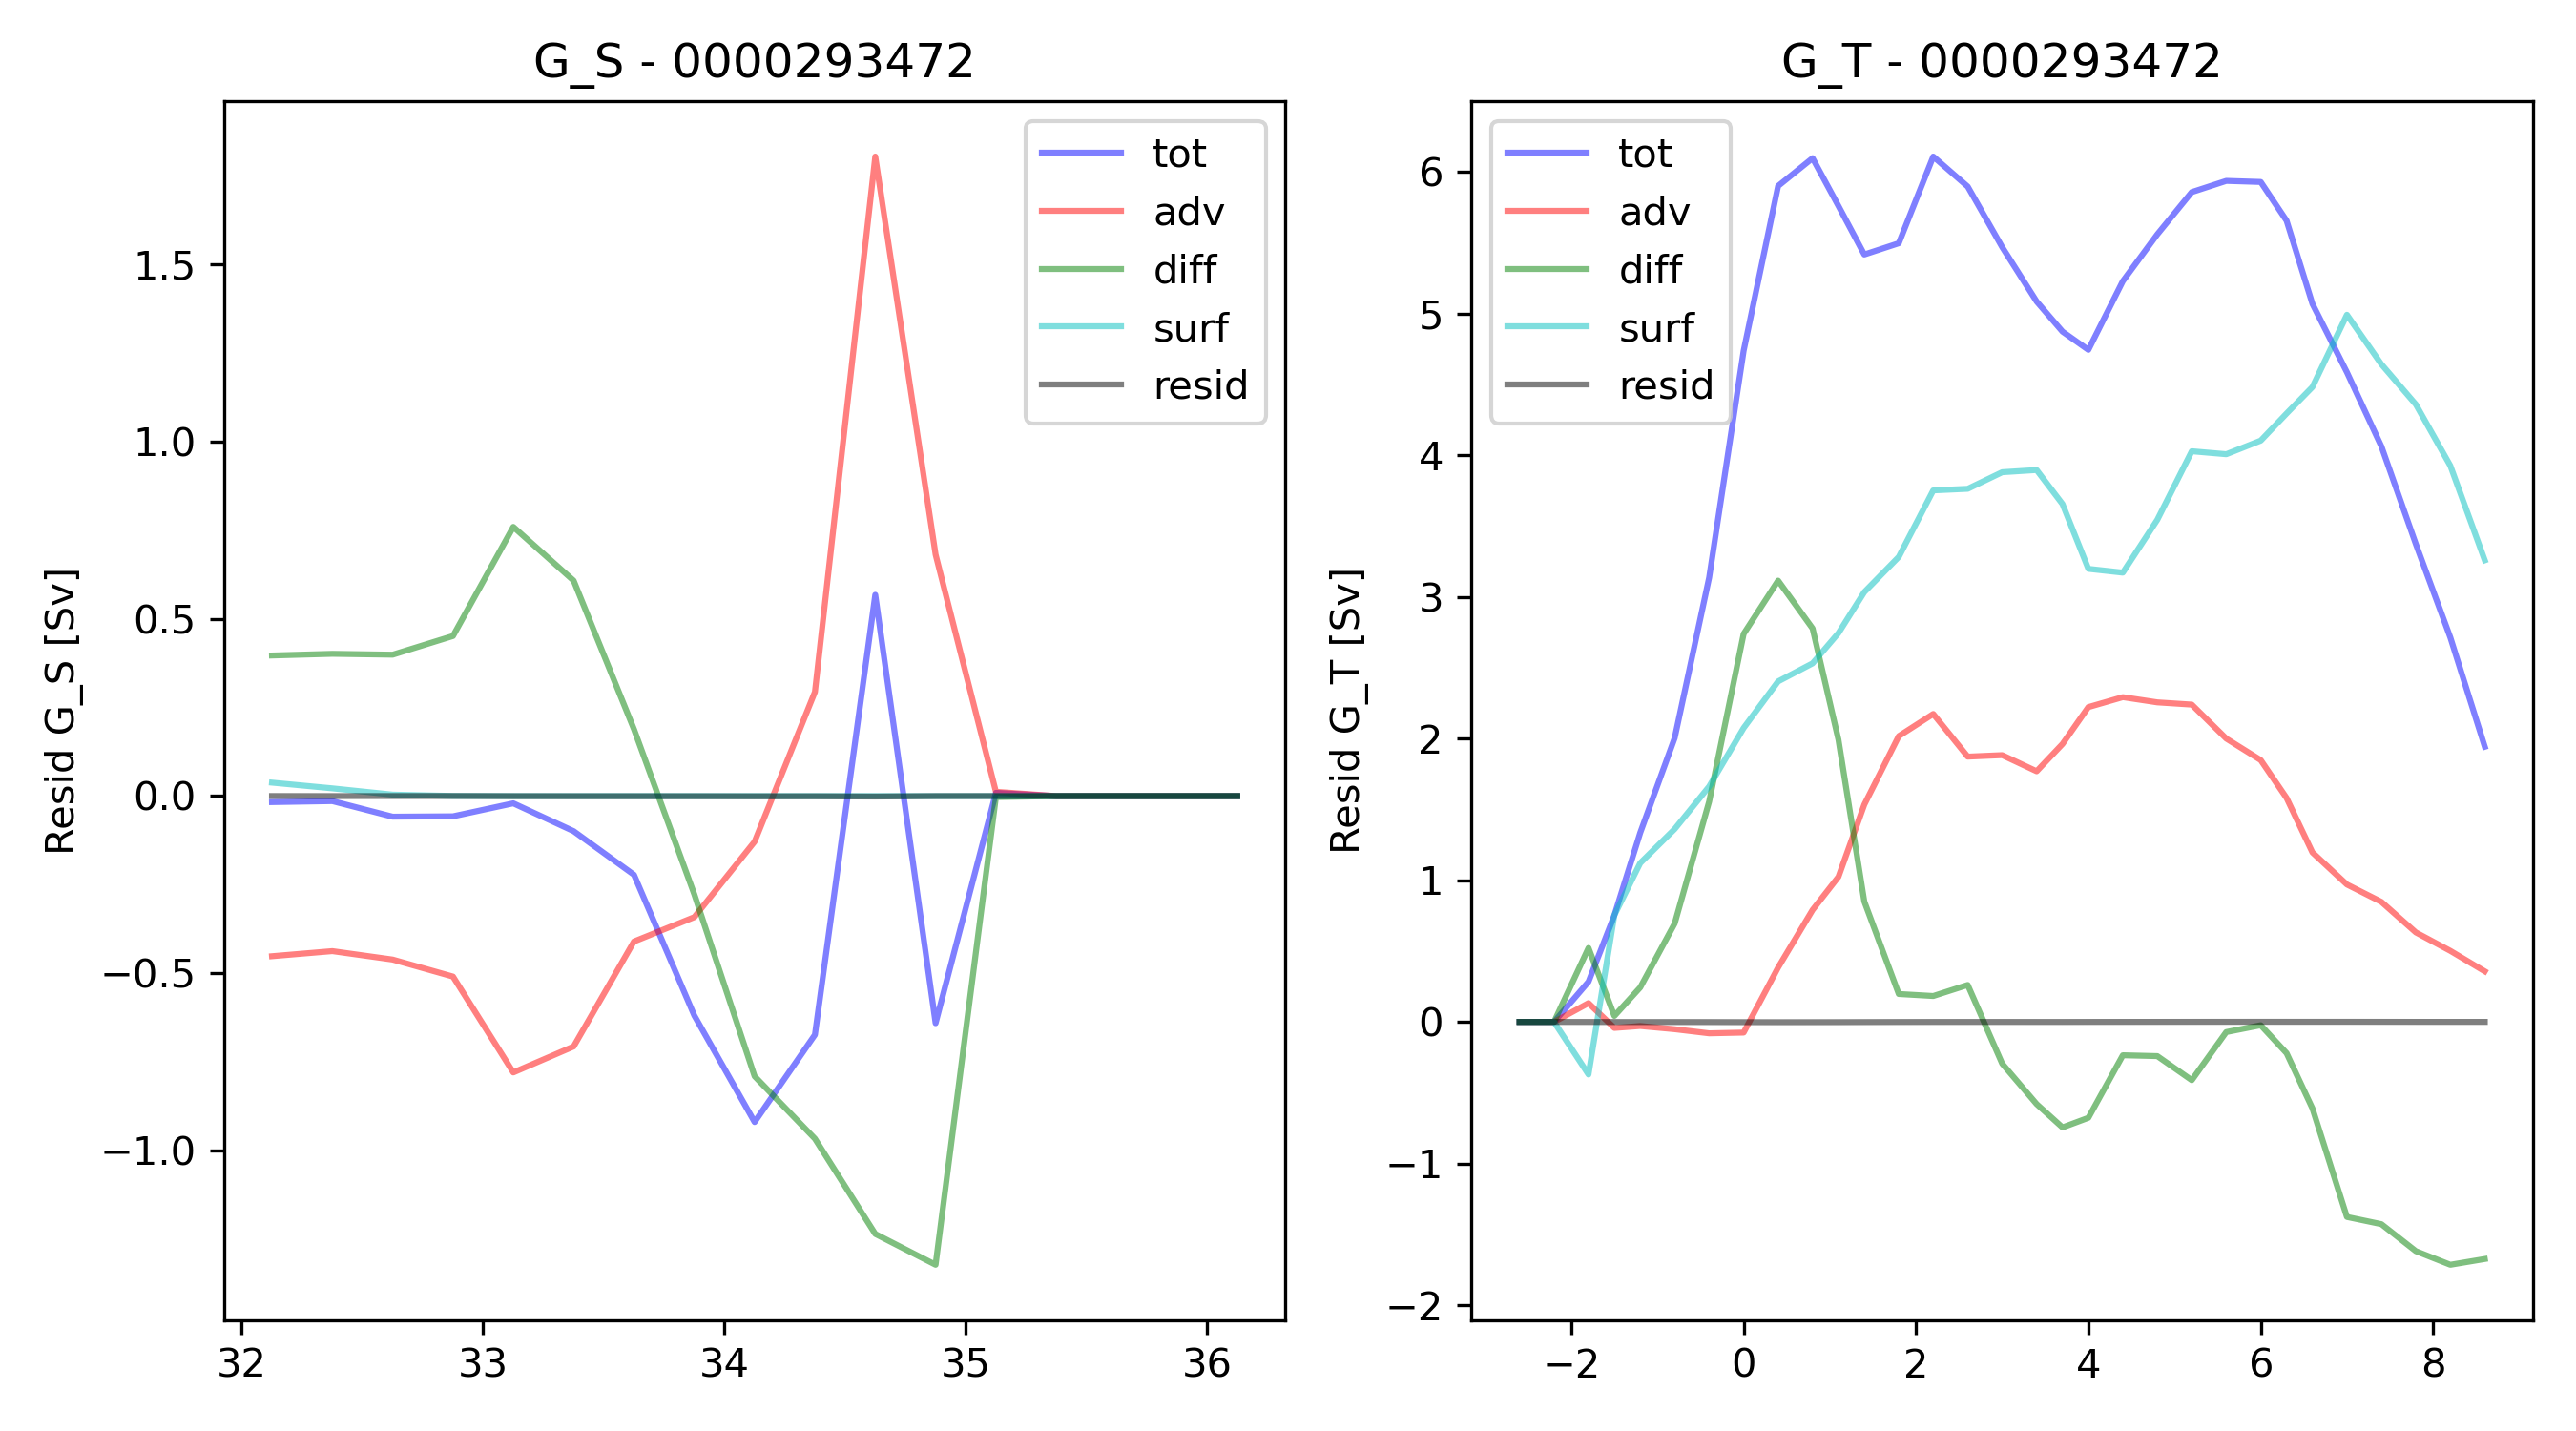 G_S - 0000293472
Resid G_S [Sv]
1.5
1.0
0.5
0.0
−0.5
−1.0
32 33 34 35 36
tot
adv
diff
surf
resid
G_T - 0000293472
Resid G_T [Sv]
6
5
4
3
2
1
0
−1
−2
−2 0 2 4 6 8
tot
adv
diff
surf
resid